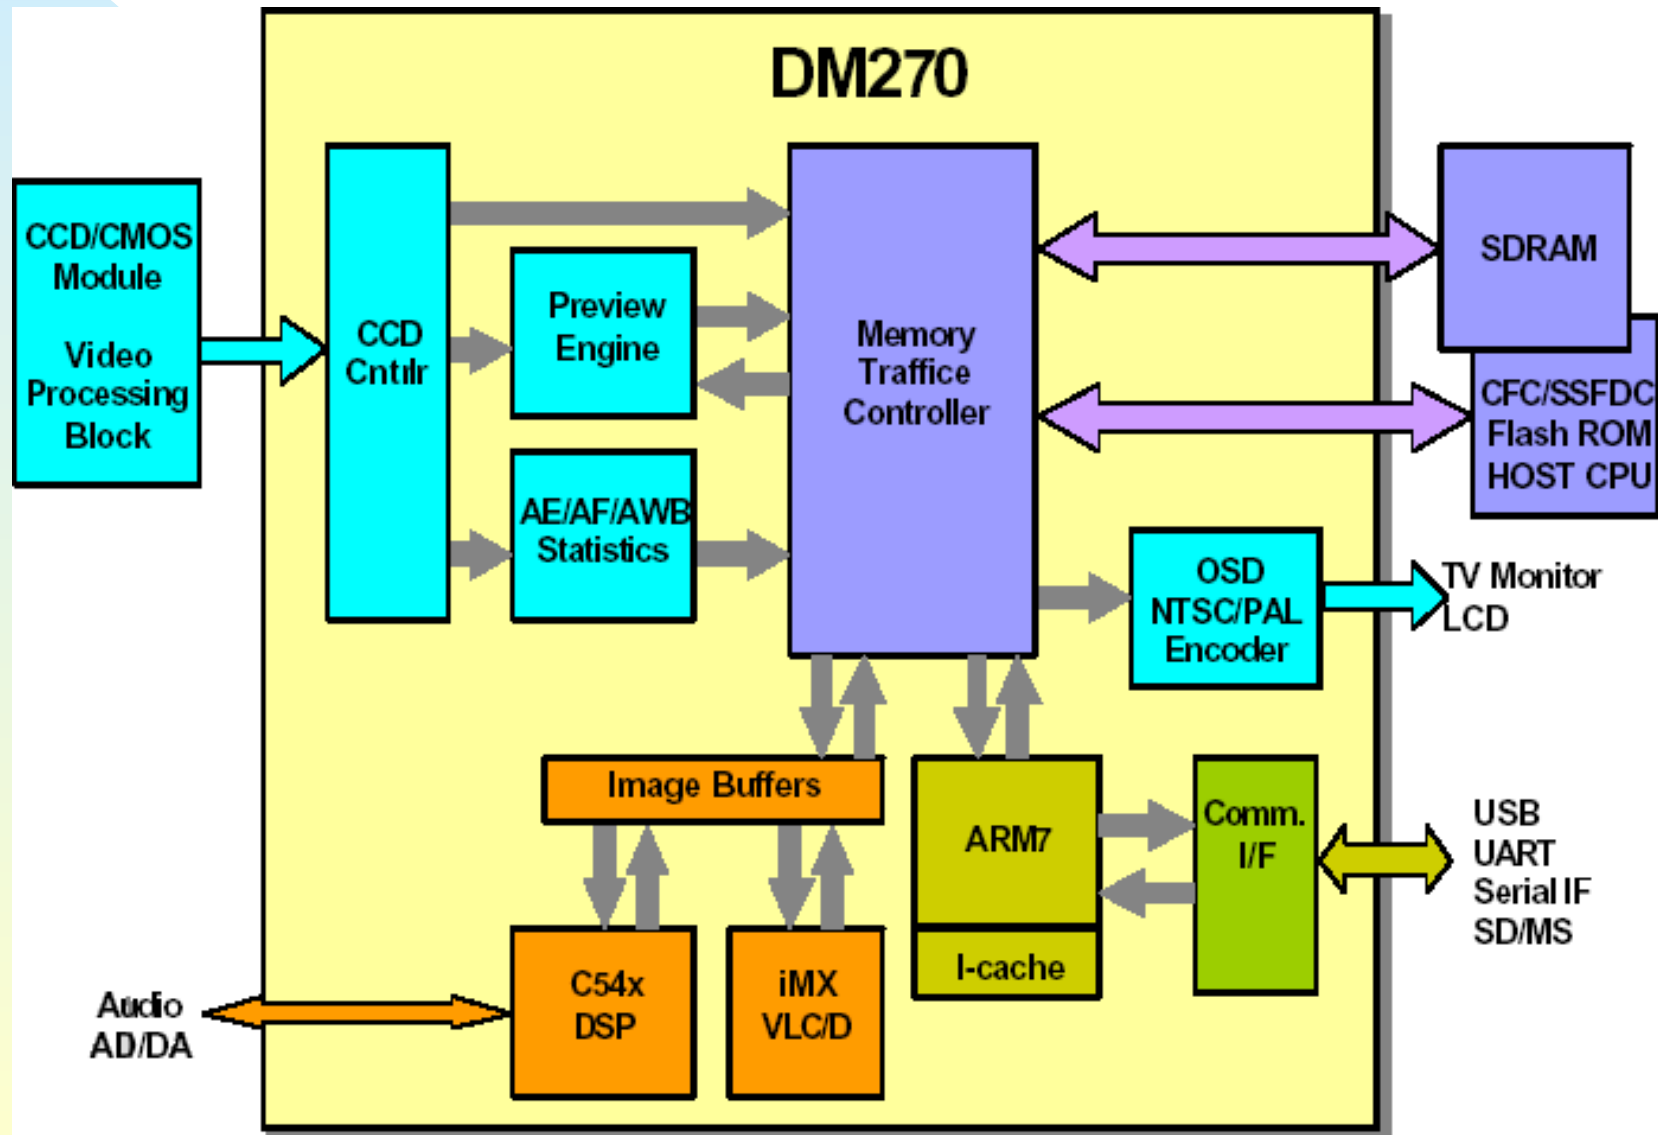 DM270
CCD/CMOS
Module
Video
Processing
Block
CCD
Cntrlr
Preview
Engine
AE/AF/AWB
Statistics
Memory
Traffice
Controller
SDRAM
CFC/SSFDC
Flash ROM
HOST CPU
OSD
NTSC/PAL
Encoder
TV Monitor
LCD
Image Buffers
ARM7
I-cache
Comm.
I/F
USB
UART
Serial IF
SD/MS
C54x
DSP
iMX
VLC/D
Audio
AD/DA